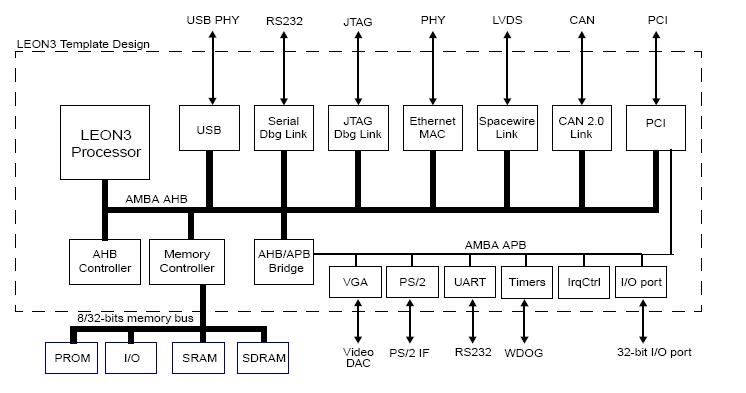 USB PHY
RS232
JTAG
PHY
LVDS
CAN
PCI
LEON3 Template Design
LEON3
Processor
USB
Serial
Dbg Link
JTAG
Dbg Link
Ethernet
MAC
Spacewire
Link
CAN 2.0
Link
PCI
AMBA AHB
AMBA APB
AHB
Controller
Memory
Controller
AHB/APB
Bridge
VGA
PS/2
UART
Timers
IrqCtrl
I/O port
8/32-bits memory bus
PROM
I/O
SRAM
SDRAM
Video
DAC
PS/2 IF
RS232
WDOG
32-bit I/O port